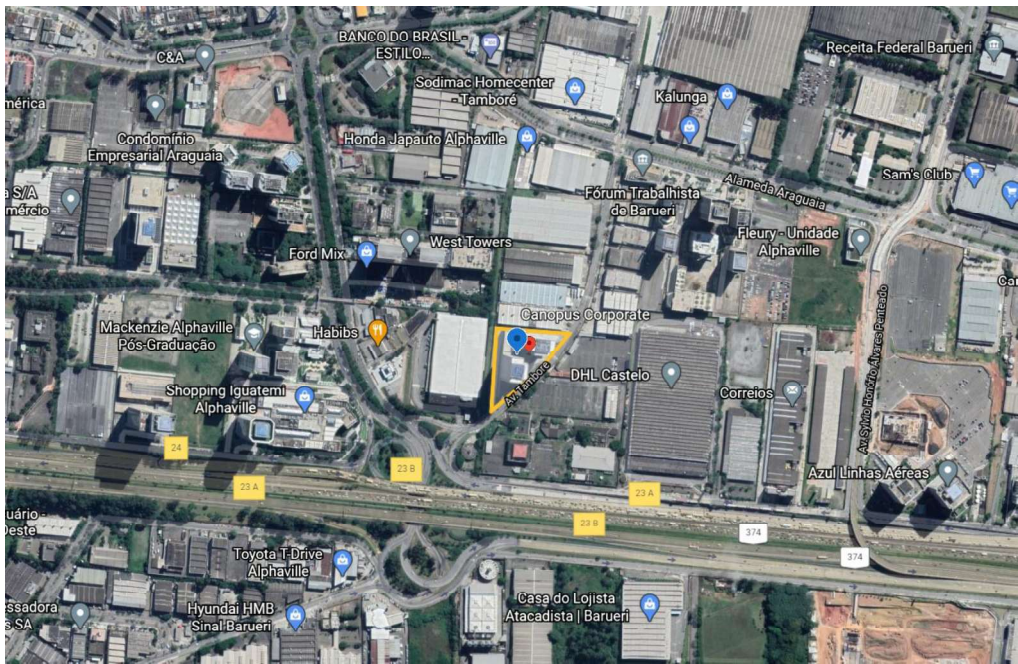 BANCO DO BRASIL -
ESTILO...
C&A
Receita Federal Barueri
Sodimac Homecenter
- Tamboré
Kalunga
mérica
Condomínio
Empresarial Araguaia
Honda Japauto Alphaville
Alameda Araguaia
Sam's Club
Fórum Trabalhista
de Barueri
a S/A
mércio
Fleury - Unidade
Alphaville
West Towers
Ford Mix
Car
Canopus Corporate
Mackenzie Alphaville
Pós-Graduação
Habibs
DHL Castelo
Correios
Av. Tamboré
Av. Sylvio Honório Álvares Penteado
Shopping Iguatemi
Alphaville
24
23 B
23 A
23 A
Azul Linhas Aéreas
uário -
Oeste
23 B
374
374
Toyota T-Drive
Alphaville
Hyundai HMB
Sinal Barueri
Casa do Lojista
Atacadista | Barueri
essadora
s SA